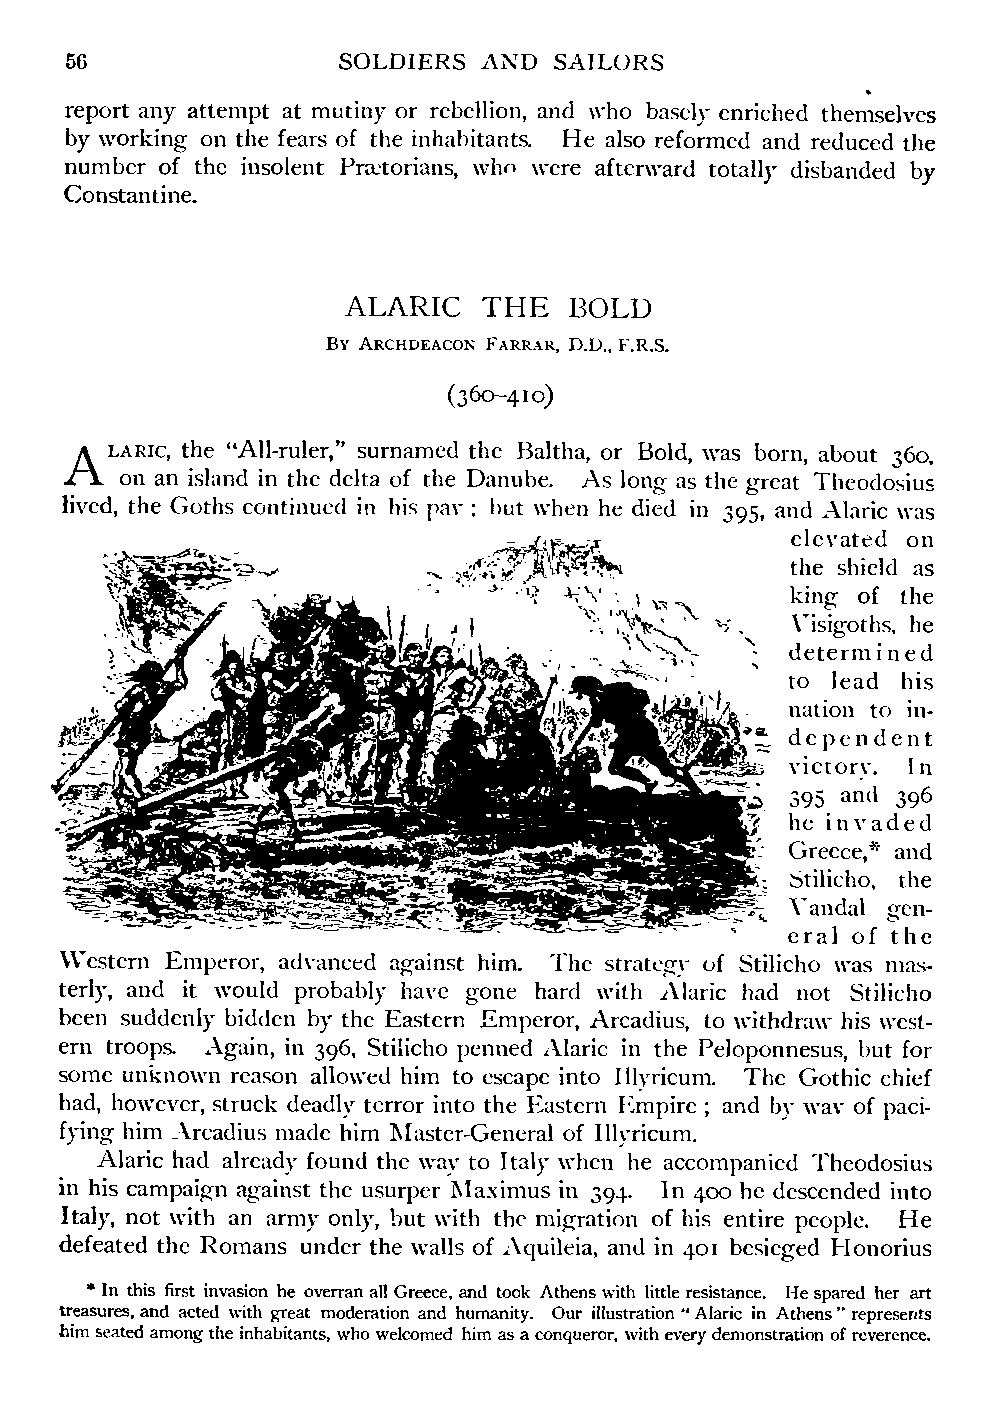 56 SOLDIERS AND SAILORS
report any attempt at mutiny or rebellion, and who basely enriched themselves
by working on the fears of the inhabitants. He also reformed and reduced the
number of the insolent Prætorians, who were afterward totally disbanded by
Constantine.
ALARIC THE BOLD
BY ARCHDEACON FARRAR, D.D., F.R.S.
(360–410)
ALARIC, the “All-ruler,” surnamed the Baltha, or Bold, was born, about 360,
on an island in the delta of the Danube. As long as the great Theodosius
lived, the Goths continued in his pay ; but when he died in 395, and Alaric was
elevated on
the shield as
king of the
Visigoths, he
determined
to lead his
nation to in-
dependent
victory. In
395 and 396
he invaded
Greece,* and
Stilicho, the
Vandal gen-
eral of the
Western Emperor, advanced against him. The strategy of Stilicho was mas-
terly, and it would probably have gone hard with Alaric had not Stilicho
been suddenly bidden by the Eastern Emperor, Arcadius, to withdraw his west-
ern troops. Again, in 396, Stilicho penned Alaric in the Peloponnesus, but for
some unknown reason allowed him to escape into Illyricum. The Gothic chief
had, however, struck deadly terror into the Eastern Empire ; and by way of paci-
fying him Arcadius made him Master-General of Illyricum.
Alaric had already found the way to Italy when he accompanied Theodosius
in his campaign against the usurper Maximus in 394. In 400 he descended into
Italy, not with an army only, but with the migration of his entire people. He
defeated the Romans under the walls of Aquileia, and in 401 besieged Honorius
* In this first invasion he overran all Greece, and took Athens with little resistance. He spared her art
treasures, and acted with great moderation and humanity. Our illustration “ Alaric in Athens ” represents
him seated among the inhabitants, who welcomed him as a conqueror, with every demonstration of reverence.